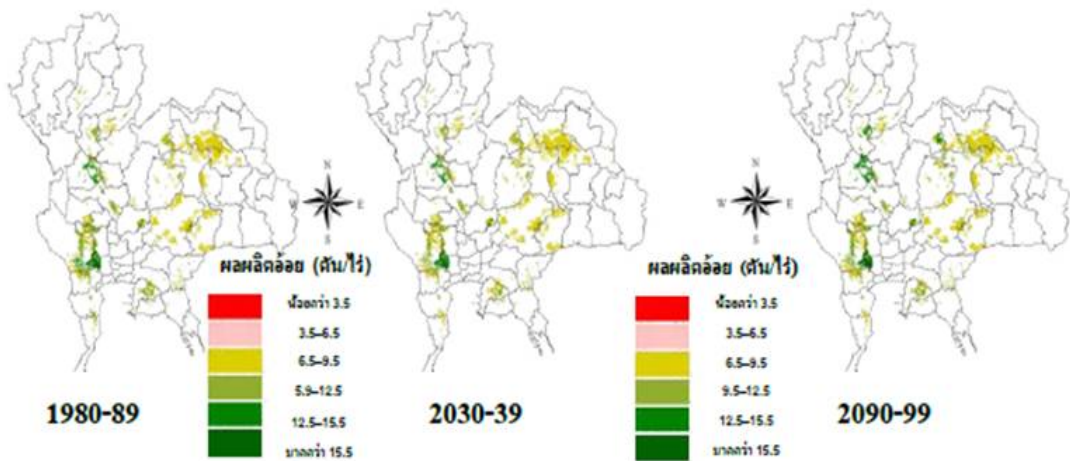 N
W E
S
N
W E
S
ผลผลิตอ้อย (ตัน/ไร่)
น้อยกว่า 3.5
3.5–6.5
6.5–9.5
5.9–12.5
12.5–15.5
มากกว่า 15.5
ผลผลิตอ้อย (ตัน/ไร่)
น้อยกว่า 3.5
3.5–6.5
6.5–9.5
9.5–12.5
12.5–15.5
มากกว่า 15.5
1980-89
2030-39
2090-99